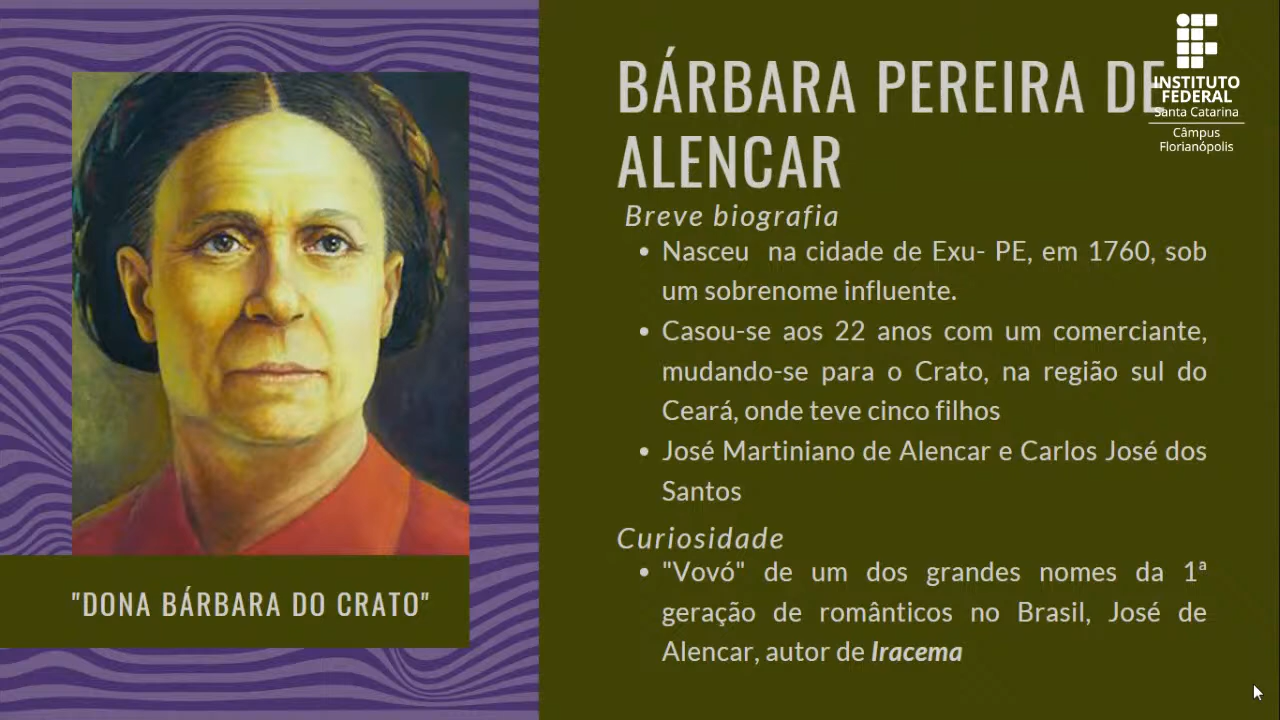 BÁRBARA PEREIRA DE
ALENCAR
INSTITUTO
FEDERAL
Santa Catarina
Câmpus
Florianópolis
Breve biografia
• Nasceu na cidade de Exu- PE, em 1760, sob
um sobrenome influente.
• Casou-se aos 22 anos com um comerciante,
mudando-se para o Crato, na região sul do
Ceará, onde teve cinco filhos
• José Martiniano de Alencar e Carlos José dos
Santos
Curiosidade
• "Vovó" de um dos grandes nomes da 1ª
geração de românticos no Brasil, José de
Alencar, autor de Iracema
"DONA BÁRBARA DO CRATO"